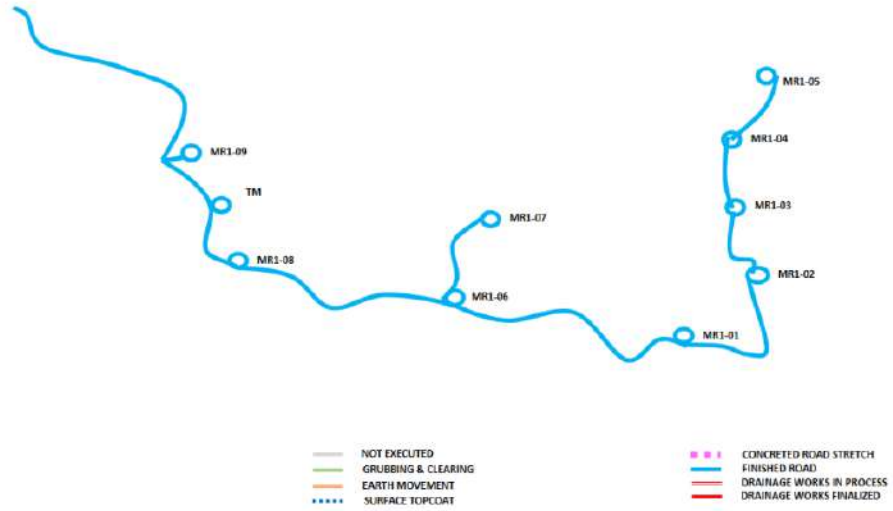 MR1-05
MR1-04
MR1-09
TM
MR1-03
MR1-07
MR1-08
MR1-02
MR1-06
MR1-01
NOT EXECUTED
GRUBBING & CLEARING
EARTH MOVEMENT
SURFACE TOPCOAT
CONCRETED ROAD STRETCH
FINISHED ROAD
DRAINAGE WORKS IN PROCESS
DRAINAGE WORKS FINALIZED